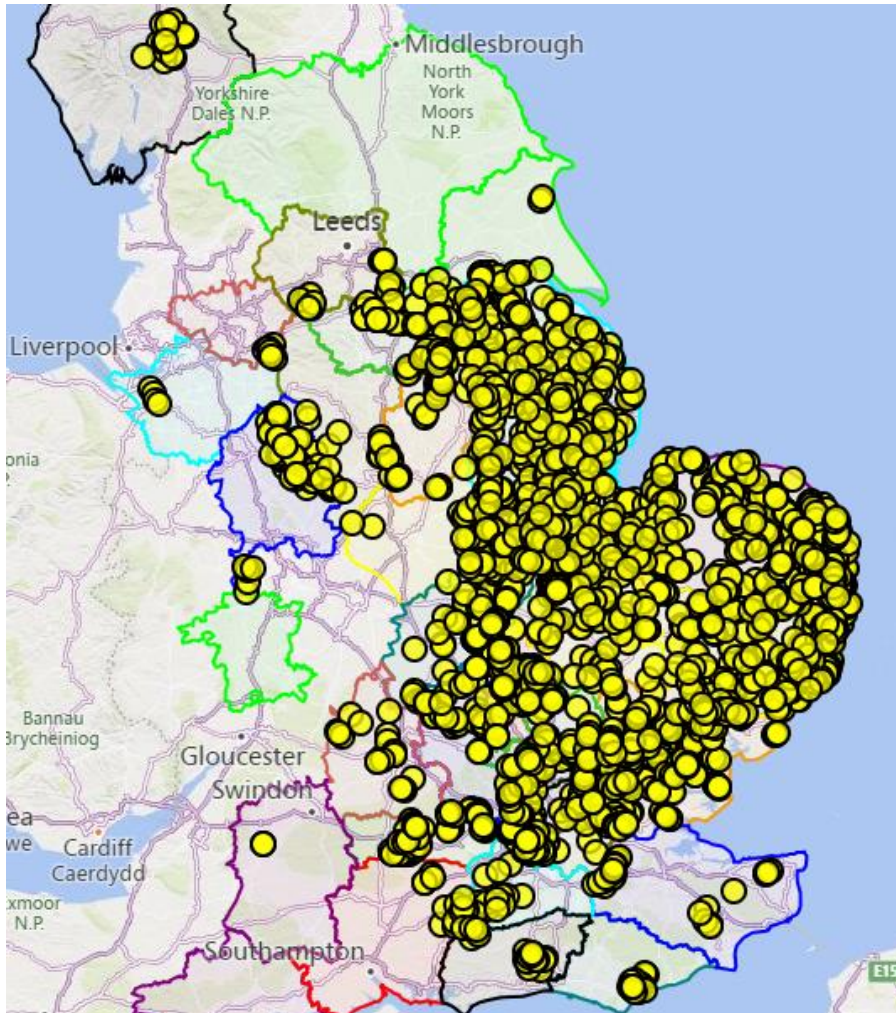 Middlesbrough
North
York
Moors
N.P.
Yorkshire
Dales N.P.
Leeds
Liverpool
onia
P.
Bannau
Brycheiniog
Gloucester
Swindon
ea
we
Cardiff
Caerdydd
xmoor
N.P.
Southampton
E15